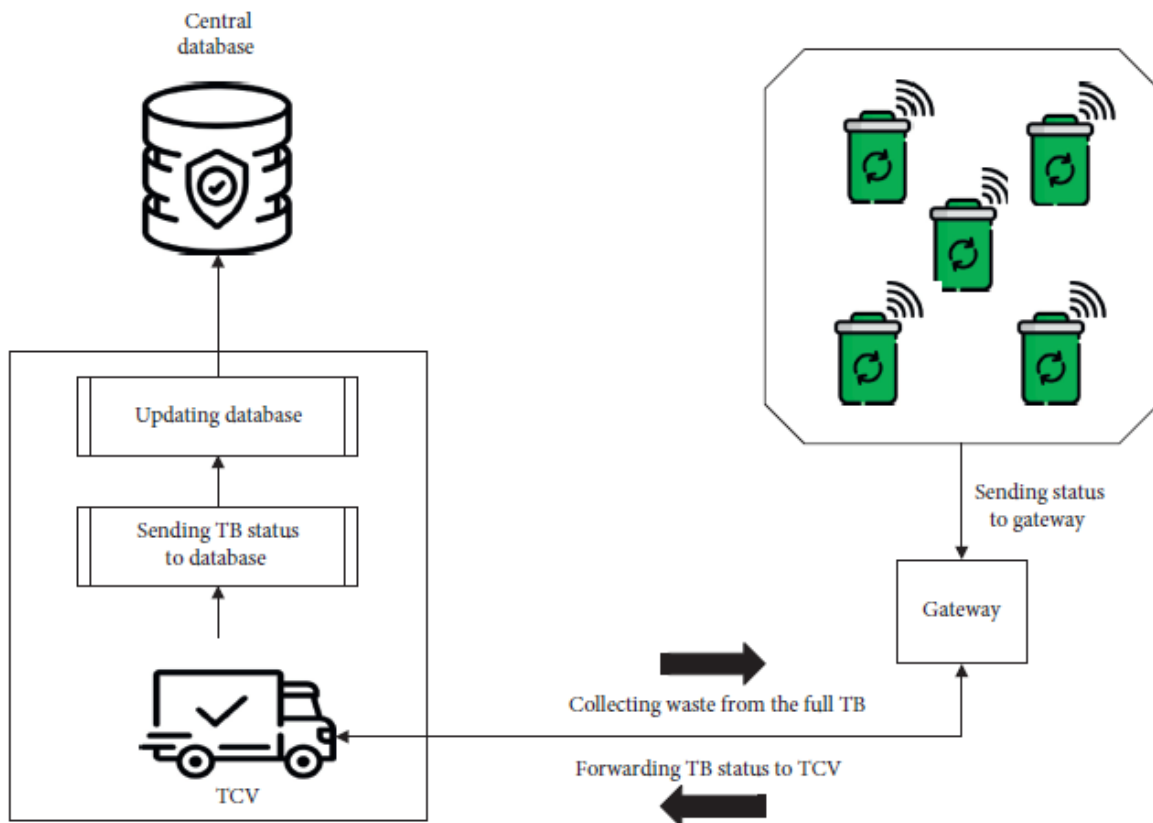 Central
database
Updating database
Sending TB status
to database
TCV
Sending status
to gateway
Gateway
Collecting waste from the full TB
Forwarding TB status to TCV